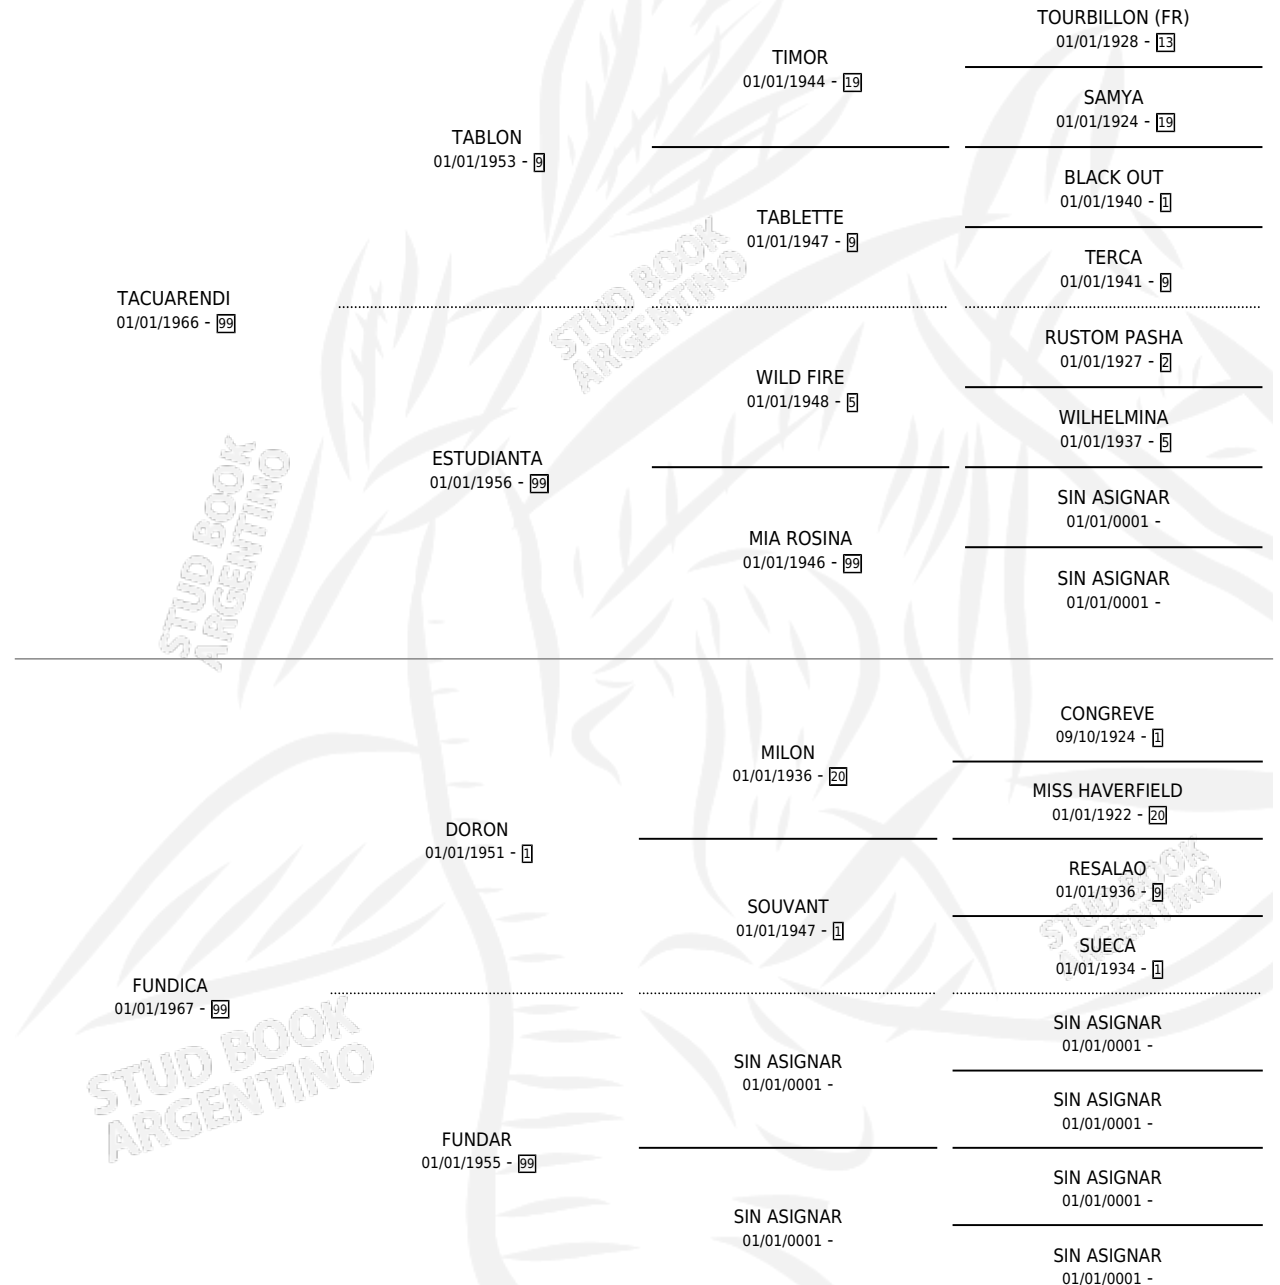 TOURBILLON (FR)
01/01/1928 - 13
TIMOR
01/01/1944 - 19
SAMYA
01/01/1924 - 19
TABLON
01/01/1953 - 9
BLACK OUT
01/01/1940 - 1
TABLETTE
01/01/1947 - 9
TERCA
01/01/1941 - 9
TACUARENDI
01/01/1966 - 99
RUSTOM PASHA
01/01/1927 - 2
WILD FIRE
01/01/1948 - 5
WILHELMINA
01/01/1937 - 5
ESTUDIANTA
01/01/1956 - 99
SIN ASIGNAR
01/01/0001 -
MIA ROSINA
01/01/1946 - 99
SIN ASIGNAR
01/01/0001 -
STUD BOOK
ARGENTINO
STUD BOOK
ARGENTINO
CONGREVE
09/10/1924 - 1
MILON
01/01/1936 - 20
MISS HAVERFIELD
01/01/1922 - 20
DORON
01/01/1951 - 1
RESALAO
01/01/1936 - 9
SOUVANT
01/01/1947 - 1
SUECA
01/01/1934 - 1
FUNDICA
01/01/1967 - 99
SIN ASIGNAR
01/01/0001 -
SIN ASIGNAR
01/01/0001 -
SIN ASIGNAR
01/01/0001 -
FUNDAR
01/01/1955 - 99
SIN ASIGNAR
01/01/0001 -
SIN ASIGNAR
01/01/0001 -
SIN ASIGNAR
01/01/0001 -
STUD BOOK
ARGENTINO
STUD BOOK
ARGENTINO